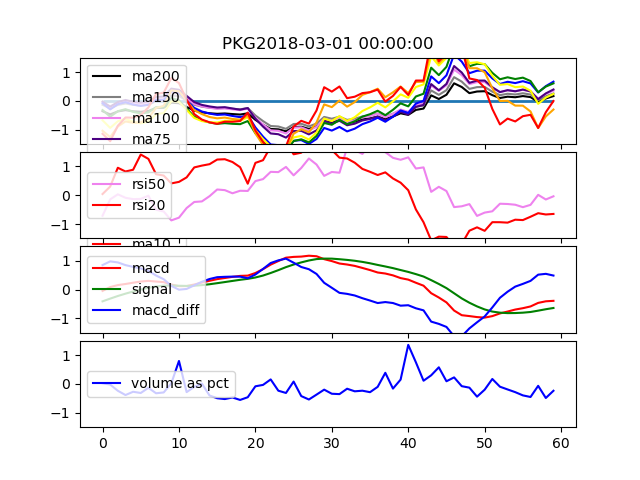 PKG2018-03-01 00:00:00
1
0
−1
ma200
ma150
ma100
ma75
1
0
−1
rsi50
rsi20
ma10
1
0
−1
macd
signal
macd_diff
1
0
−1
volume as pct
0 10 20 30 40 50 60